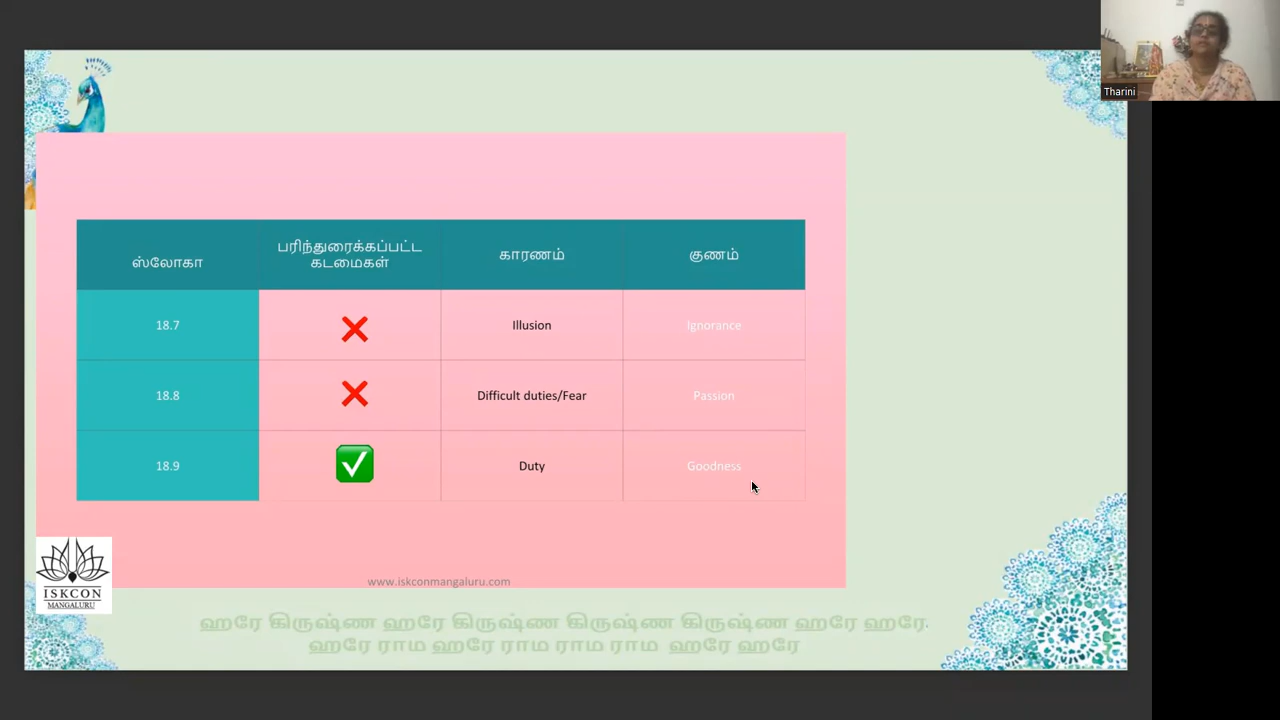 Tharini
ஸ்லோகா
பரிந்துரைக்கப்பட்ட
கடமைகள்
காரணம்
குணம்
18.7
Illusion
Ignorance
18.8
Difficult duties/Fear
Passion
18.9
Duty
Goodness
ISKCON
MANGALURU
www.iskconmangaluru.com
ஹரே கிருஷ்ண ஹரே கிருஷ்ண கிருஷ்ண கிருஷ்ண ஹரே ஹரே.
ஹரே ராம ஹரே ராம ராம ராம ஹரே ஹரே